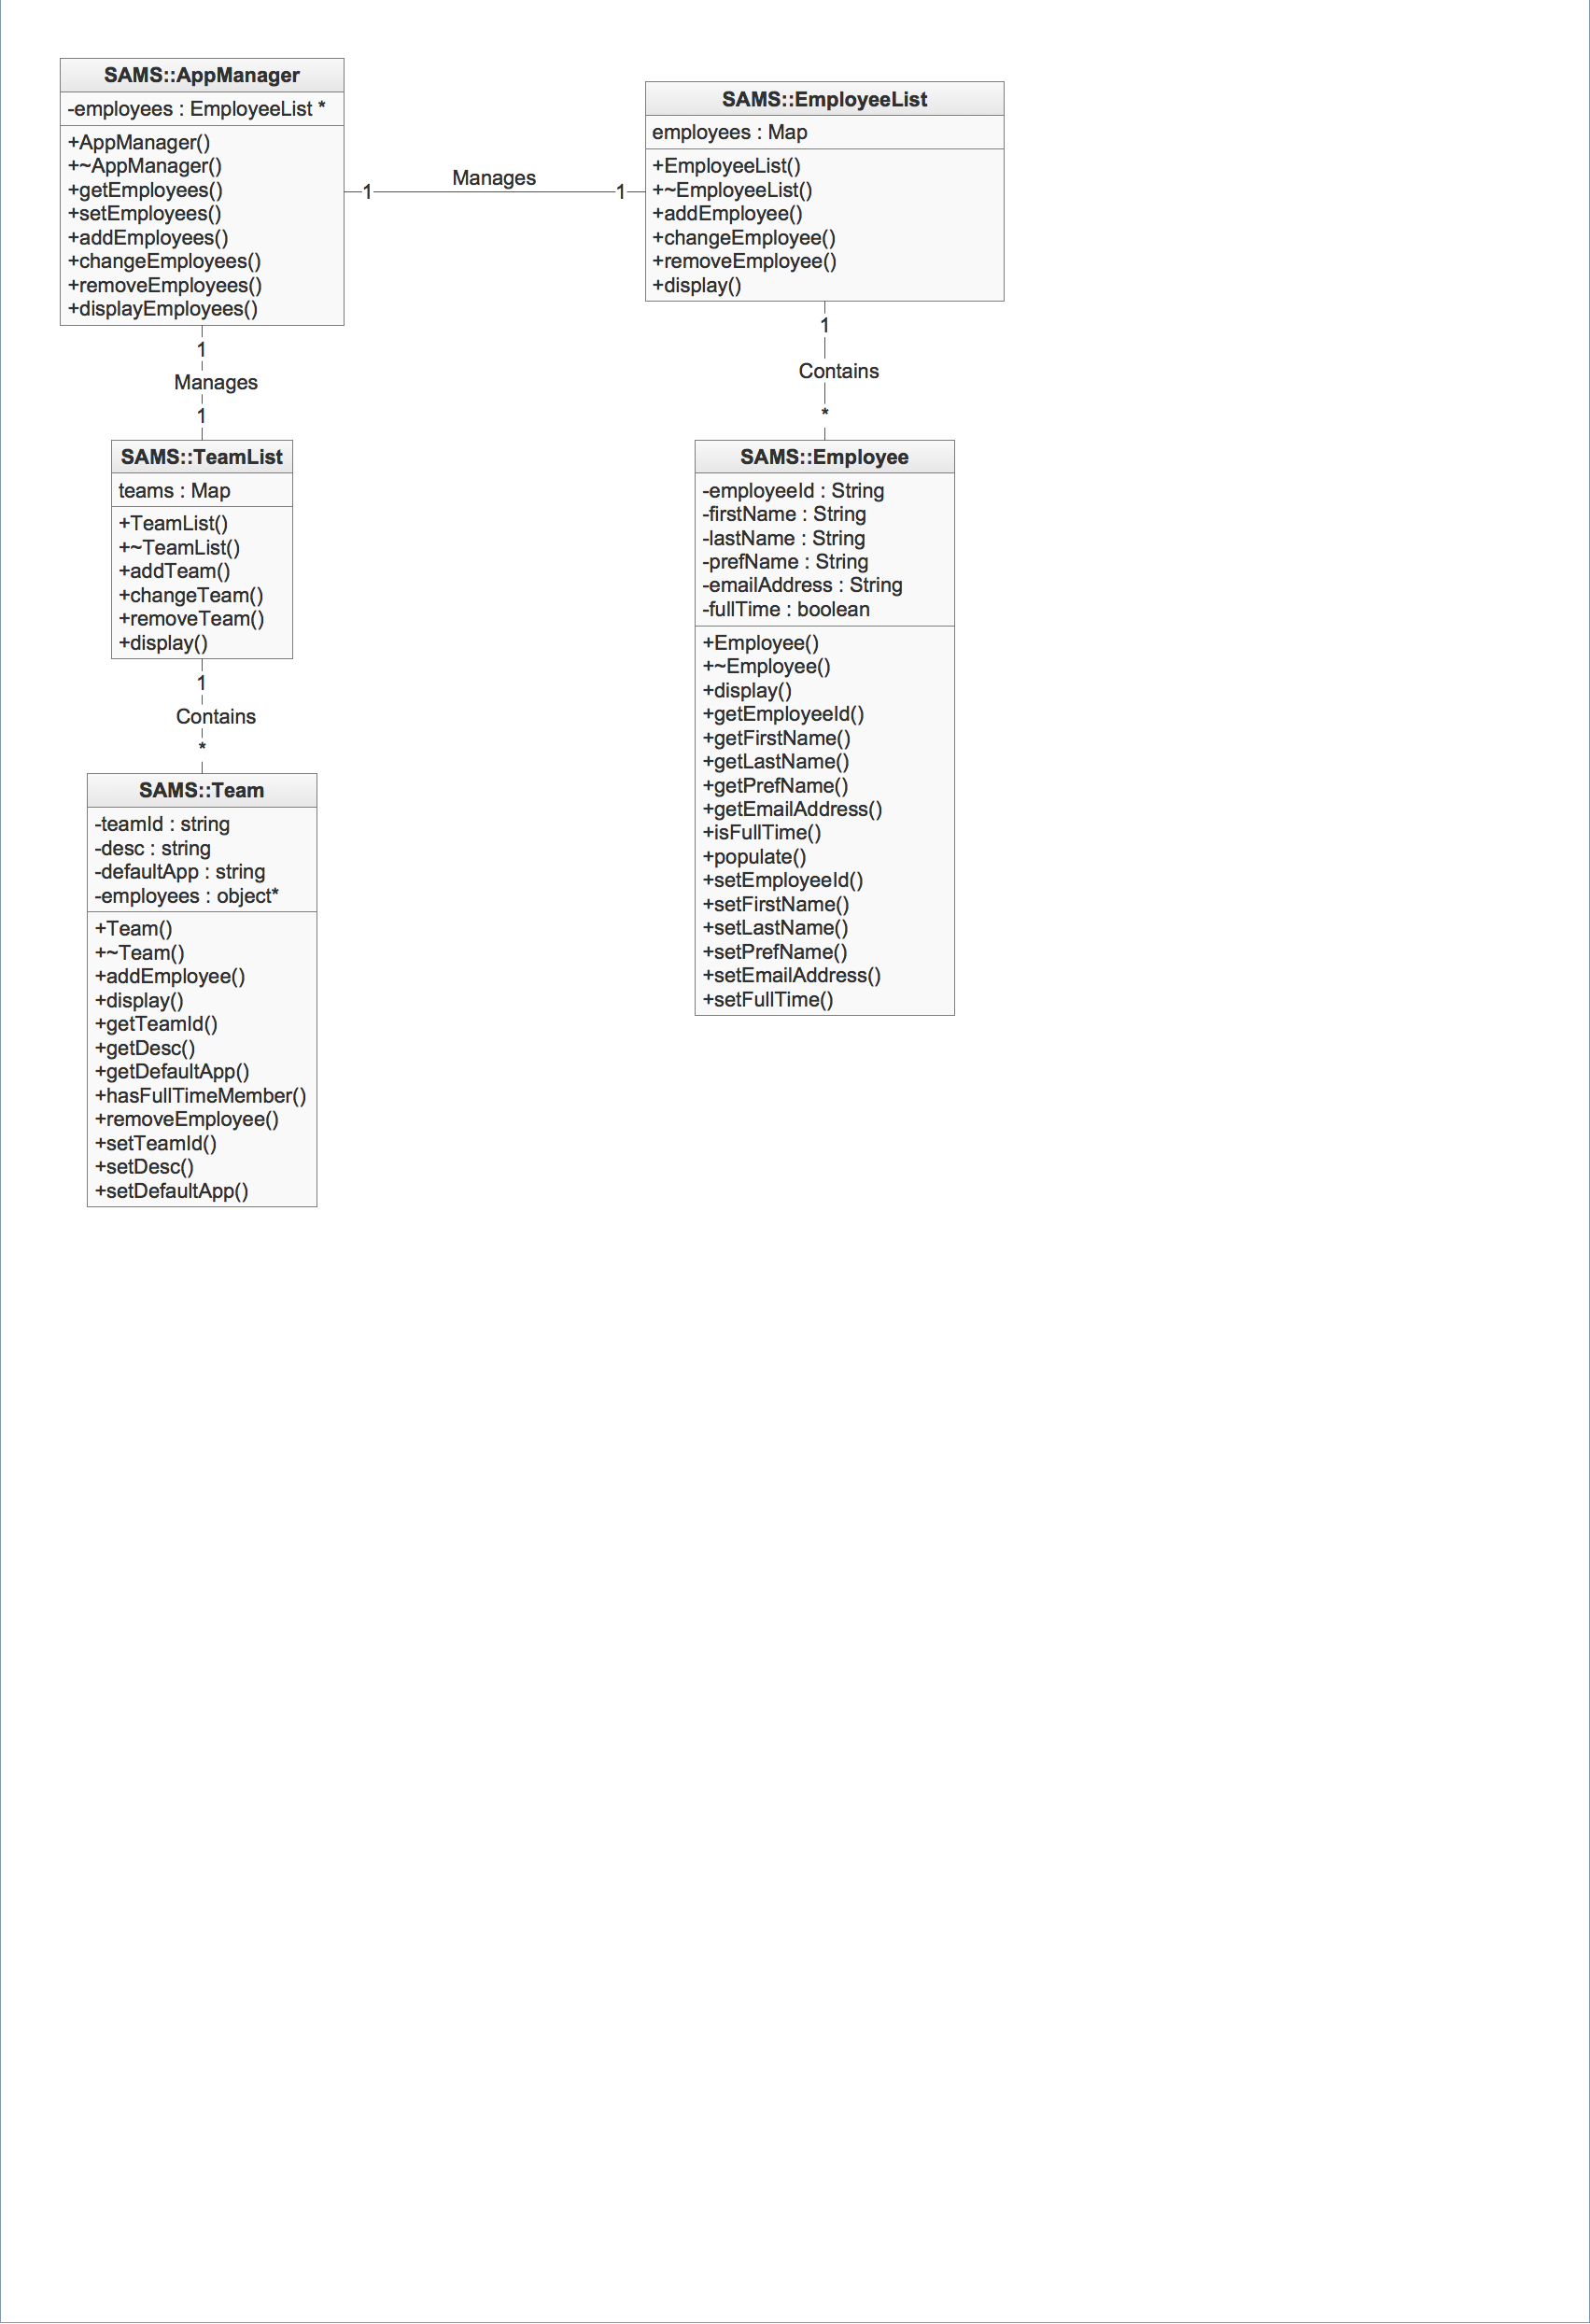 SAMS::AppManager
-employees : EmployeeList *
+AppManager()
+~AppManager()
+getEmployees()
+setEmployees()
+addEmployees()
+changeEmployees()
+removeEmployees()
+displayEmployees()
1
Manages
1
SAMS::EmployeeList
employees : Map
+EmployeeList()
+~EmployeeList()
+addEmployee()
+changeEmployee()
+removeEmployee()
+display()
1
Manages
1
1
Contains
*
SAMS::TeamList
teams : Map
+TeamList()
+~TeamList()
+addTeam()
+changeTeam()
+removeTeam()
+display()
1
Contains
*
SAMS::Employee
-employeeId : String
-firstName : String
-lastName : String
-prefName : String
-emailAddress : String
-fullTime : boolean
+Employee()
+~Employee()
+display()
+getEmployeeId()
+getFirstName()
+getLastName()
+getPrefName()
+getEmailAddress()
+isFullTime()
+populate()
+setEmployeeId()
+setFirstName()
+setLastName()
+setPrefName()
+setEmailAddress()
+setFullTime()
SAMS::Team
-teamId : string
-desc : string
-defaultApp : string
-employees : object*
+Team()
+~Team()
+addEmployee()
+display()
+getTeamId()
+getDesc()
+getDefaultApp()
+hasFullTimeMember()
+removeEmployee()
+setTeamId()
+setDesc()
+setDefaultApp()